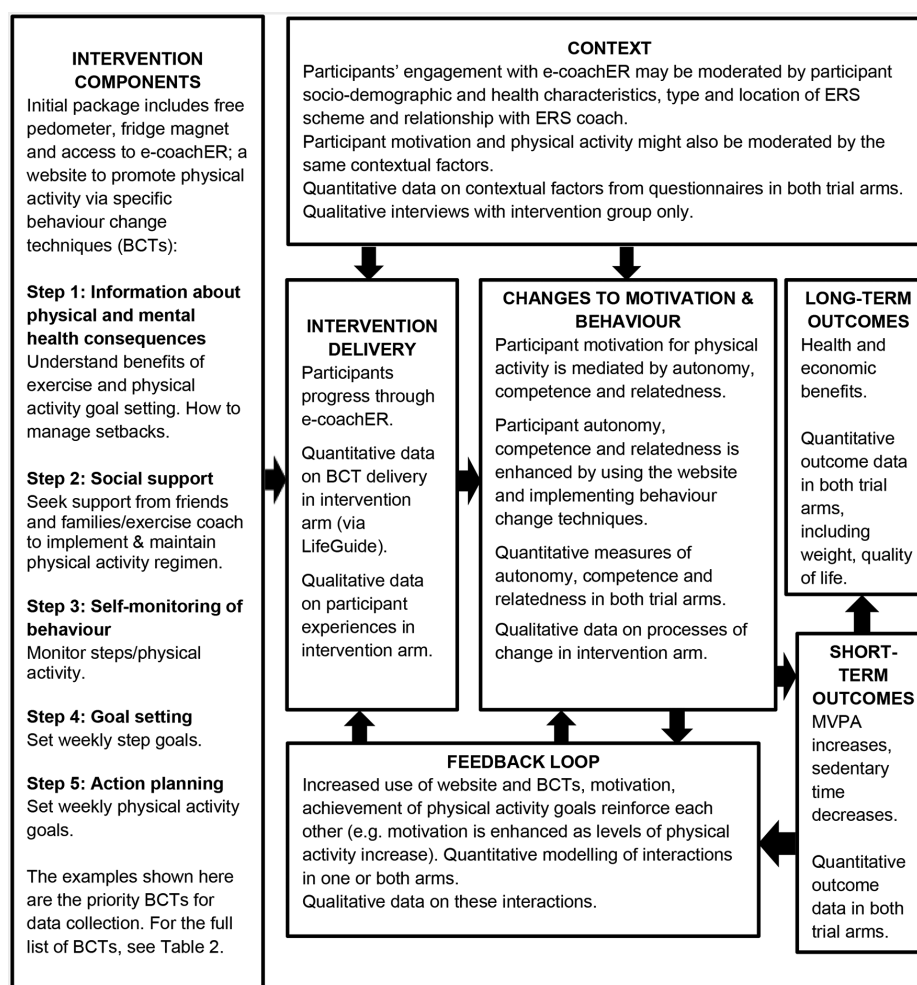 INTERVENTION
COMPONENTS
Initial package includes free
pedometer, fridge magnet
and access to e-coachER; a
website to promote physical
activity via specific
behaviour change
techniques (BCTs):
Step 1: Information about
physical and mental
health consequences
Understand benefits of
exercise and physical
activity goal setting. How to
manage setbacks.
Step 2: Social support
Seek support from friends
and families/exercise coach
to implement & maintain
physical activity regimen.
Step 3: Self-monitoring of
behaviour
Monitor steps/physical
activity.
Step 4: Goal setting
Set weekly step goals.
Step 5: Action planning
Set weekly physical activity
goals.
The examples shown here
are the priority BCTs for
data collection. For the full
list of BCTs, see Table 2.
CONTEXT
Participants' engagement with e-coachER may be moderated by participant
socio-demographic and health characteristics, type and location of ERS
scheme and relationship with ERS coach.
Participant motivation and physical activity might also be moderated by the
same contextual factors.
Quantitative data on contextual factors from questionnaires in both trial arms.
Qualitative interviews with intervention group only.
INTERVENTION
DELIVERY
Participants
progress through
e-coachER.
Quantitative data
on BCT delivery
in intervention
arm (via
LifeGuide).
Qualitative data
on participant
experiences in
intervention arm.
CHANGES TO MOTIVATION &
BEHAVIOUR
Participant motivation for physical
activity is mediated by autonomy,
competence and relatedness.
Participant autonomy,
competence and relatedness is
enhanced by using the website
and implementing behaviour
change techniques.
Quantitative measures of
autonomy, competence and
relatedness in both trial arms.
Qualitative data on processes of
change in intervention arm.
LONG-TERM
OUTCOMES
Health and
economic
benefits.
Quantitative
outcome data
in both trial
arms,
including
weight, quality
of life.
SHORT-
TERM
OUTCOMES
MVPA
increases,
sedentary
time
decreases.
Quantitative
outcome
data in both
trial arms.
FEEDBACK LOOP
Increased use of website and BCTs, motivation,
achievement of physical activity goals reinforce each
other (e.g. motivation is enhanced as levels of physical
activity increase). Quantitative modelling of interactions
in one or both arms.
Qualitative data on these interactions.